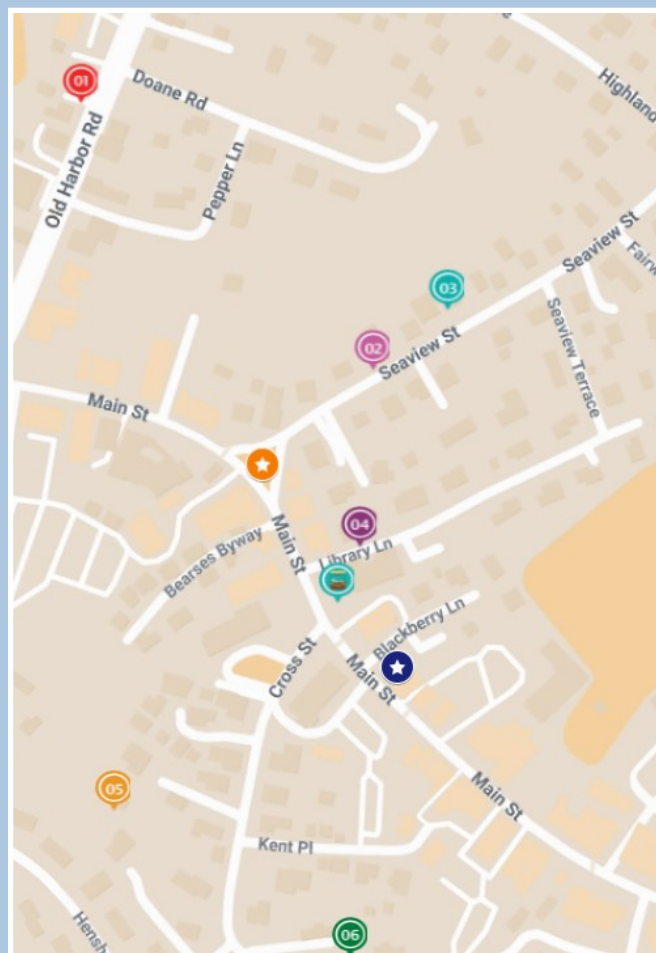 Highland
01
Doane Rd
Old Harbor Rd
Pepper Ln
Seaview St
Fairw
03
02
Seaview St
Seaview Terrace
Main St
04
Main St
Bearses Byway
Library Ln
Blackberry Ln
Cross St
Main St
05
Main St
Kent Pl
Hensh
06